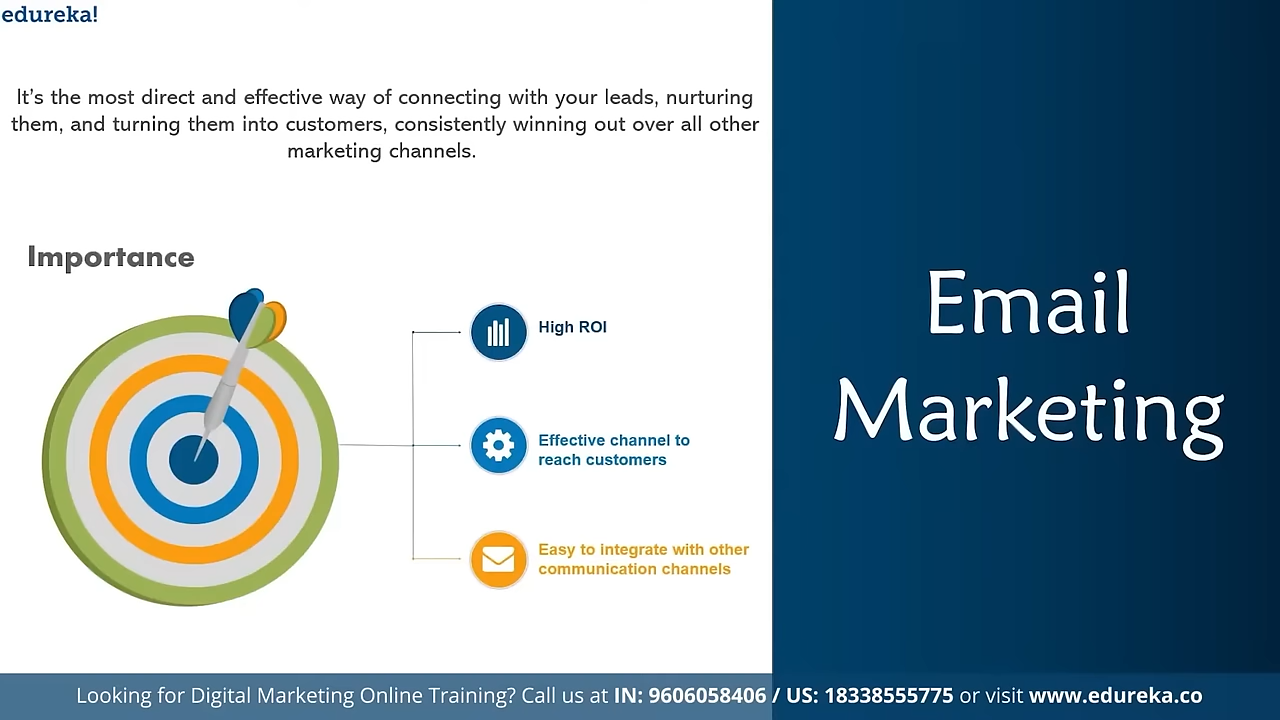 edureka!
It's the most direct and effective way of connecting with your leads, nurturing
them, and turning them into customers, consistently winning out over all other
marketing channels.
Importance
High ROI
Effective channel to
reach customers
Easy to integrate with other
communication channels
Email
Marketing
Looking for Digital Marketing Online Training? Call us at IN: 9606058406 / US: 18338555775 or visit www.edureka.co